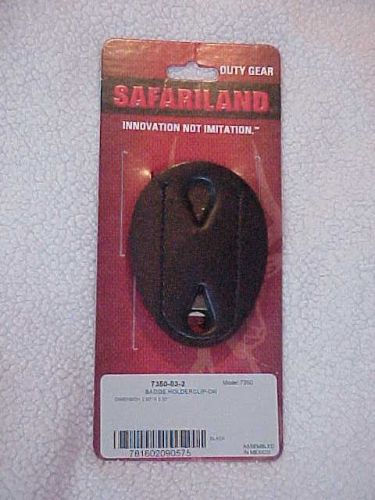 DUTY GEAR
SAFARILAND
INNOVATION NOT IMITATION.™
7350-83-2
Model: 7350
BADGE HOLDER,CLIP-ON
BLACK
ASSEMBLED
IN MEXICO
781602090575